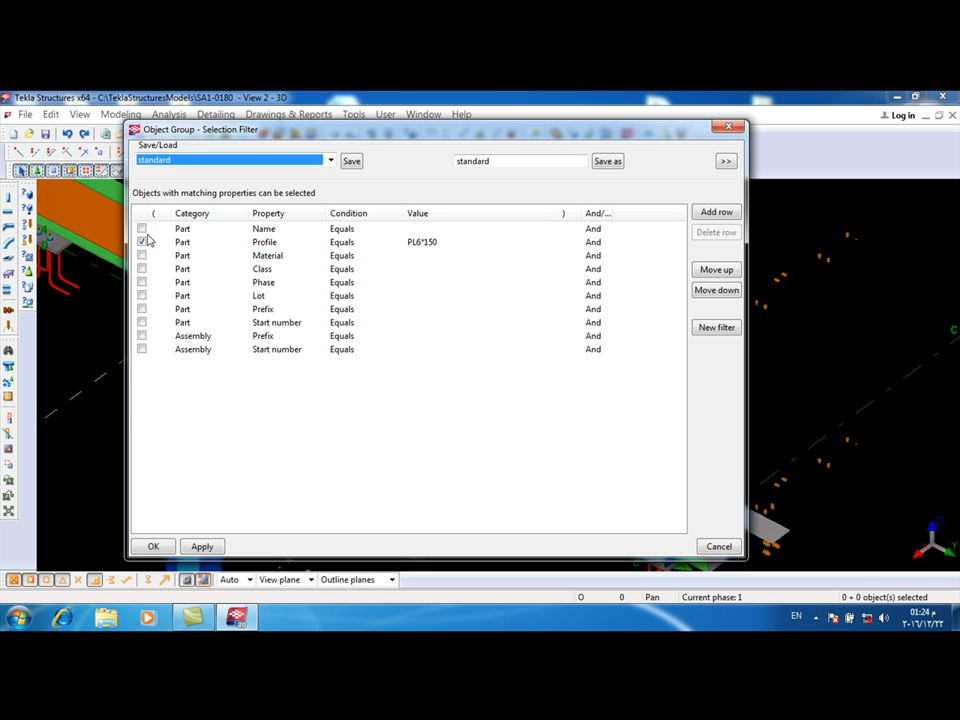 Tekla Structures x64 - C:\TeklaStructuresModels\SA1-0180 - View 2 - 3D
File Edit View Modeling Analysis Detailing Drawings & Reports Tools User Window Help Log in
Object Group - Selection Filter
Save/Load
standard Save standard Save as >>
Objects with matching properties can be selected
( Category Property Condition Value ) And/...
Part Name Equals And
Part Profile Equals PL6*150 And
Part Material Equals And
Part Class Equals And
Part Phase Equals And
Part Lot Equals And
Part Prefix Equals And
Part Start number Equals And
Assembly Prefix Equals And
Assembly Start number Equals And
Add row
Delete row
Move up
Move down
New filter
OK Apply Cancel
Auto View plane Outline planes
O 0 Pan Current phase: 1 0 + 0 object(s) selected
EN
01:24 م
٢٠١٦/١٢/٢٢